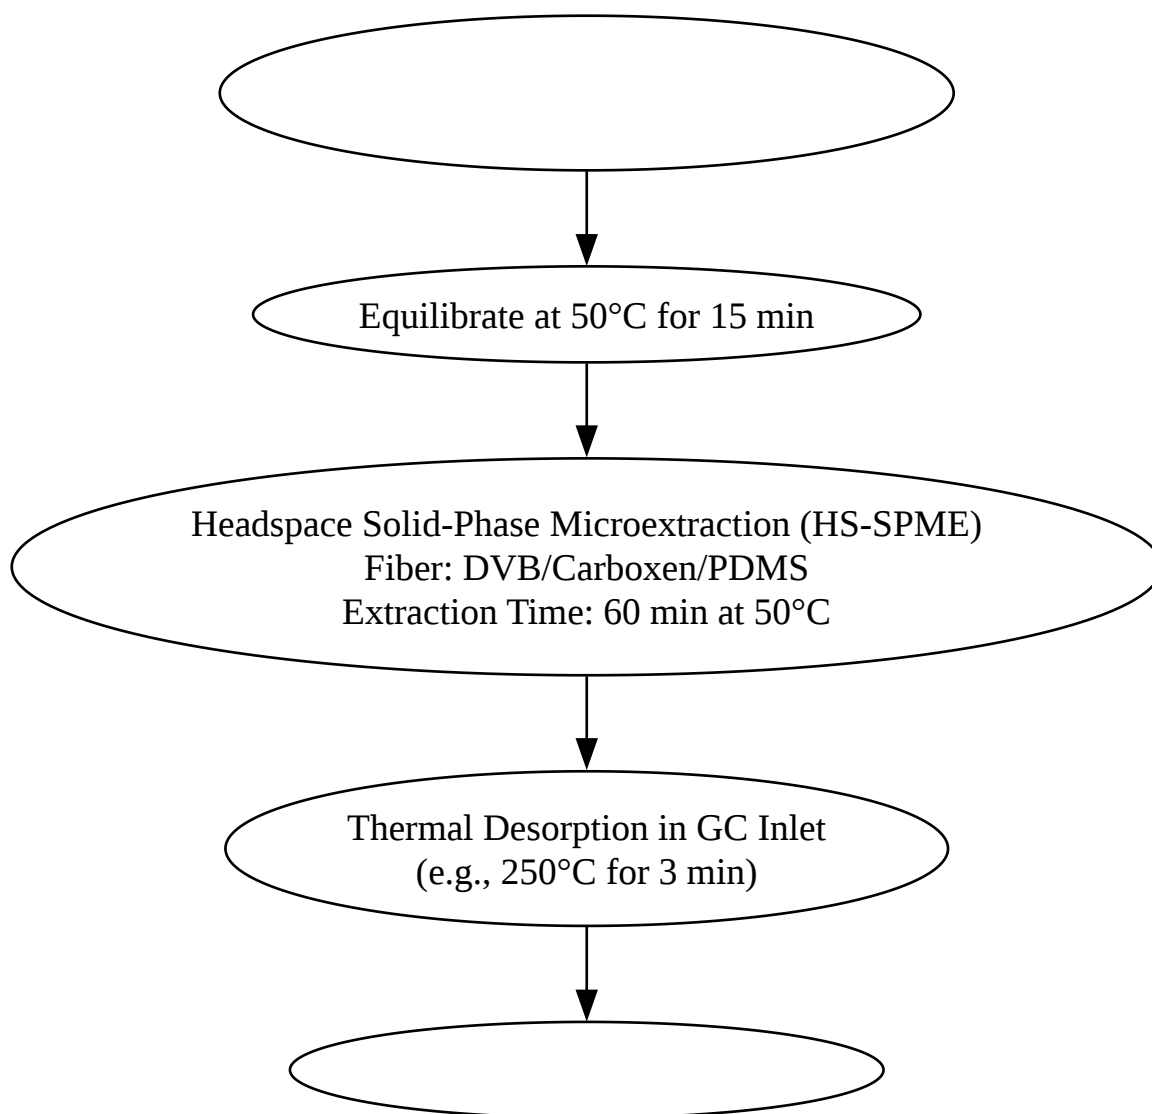 Equilibrate at 50°C for 15 min
Headspace Solid-Phase Microextraction (HS-SPME)
Fiber: DVB/Carboxen/PDMS
Extraction Time: 60 min at 50°C
Thermal Desorption in GC Inlet
(e.g., 250°C for 3 min)